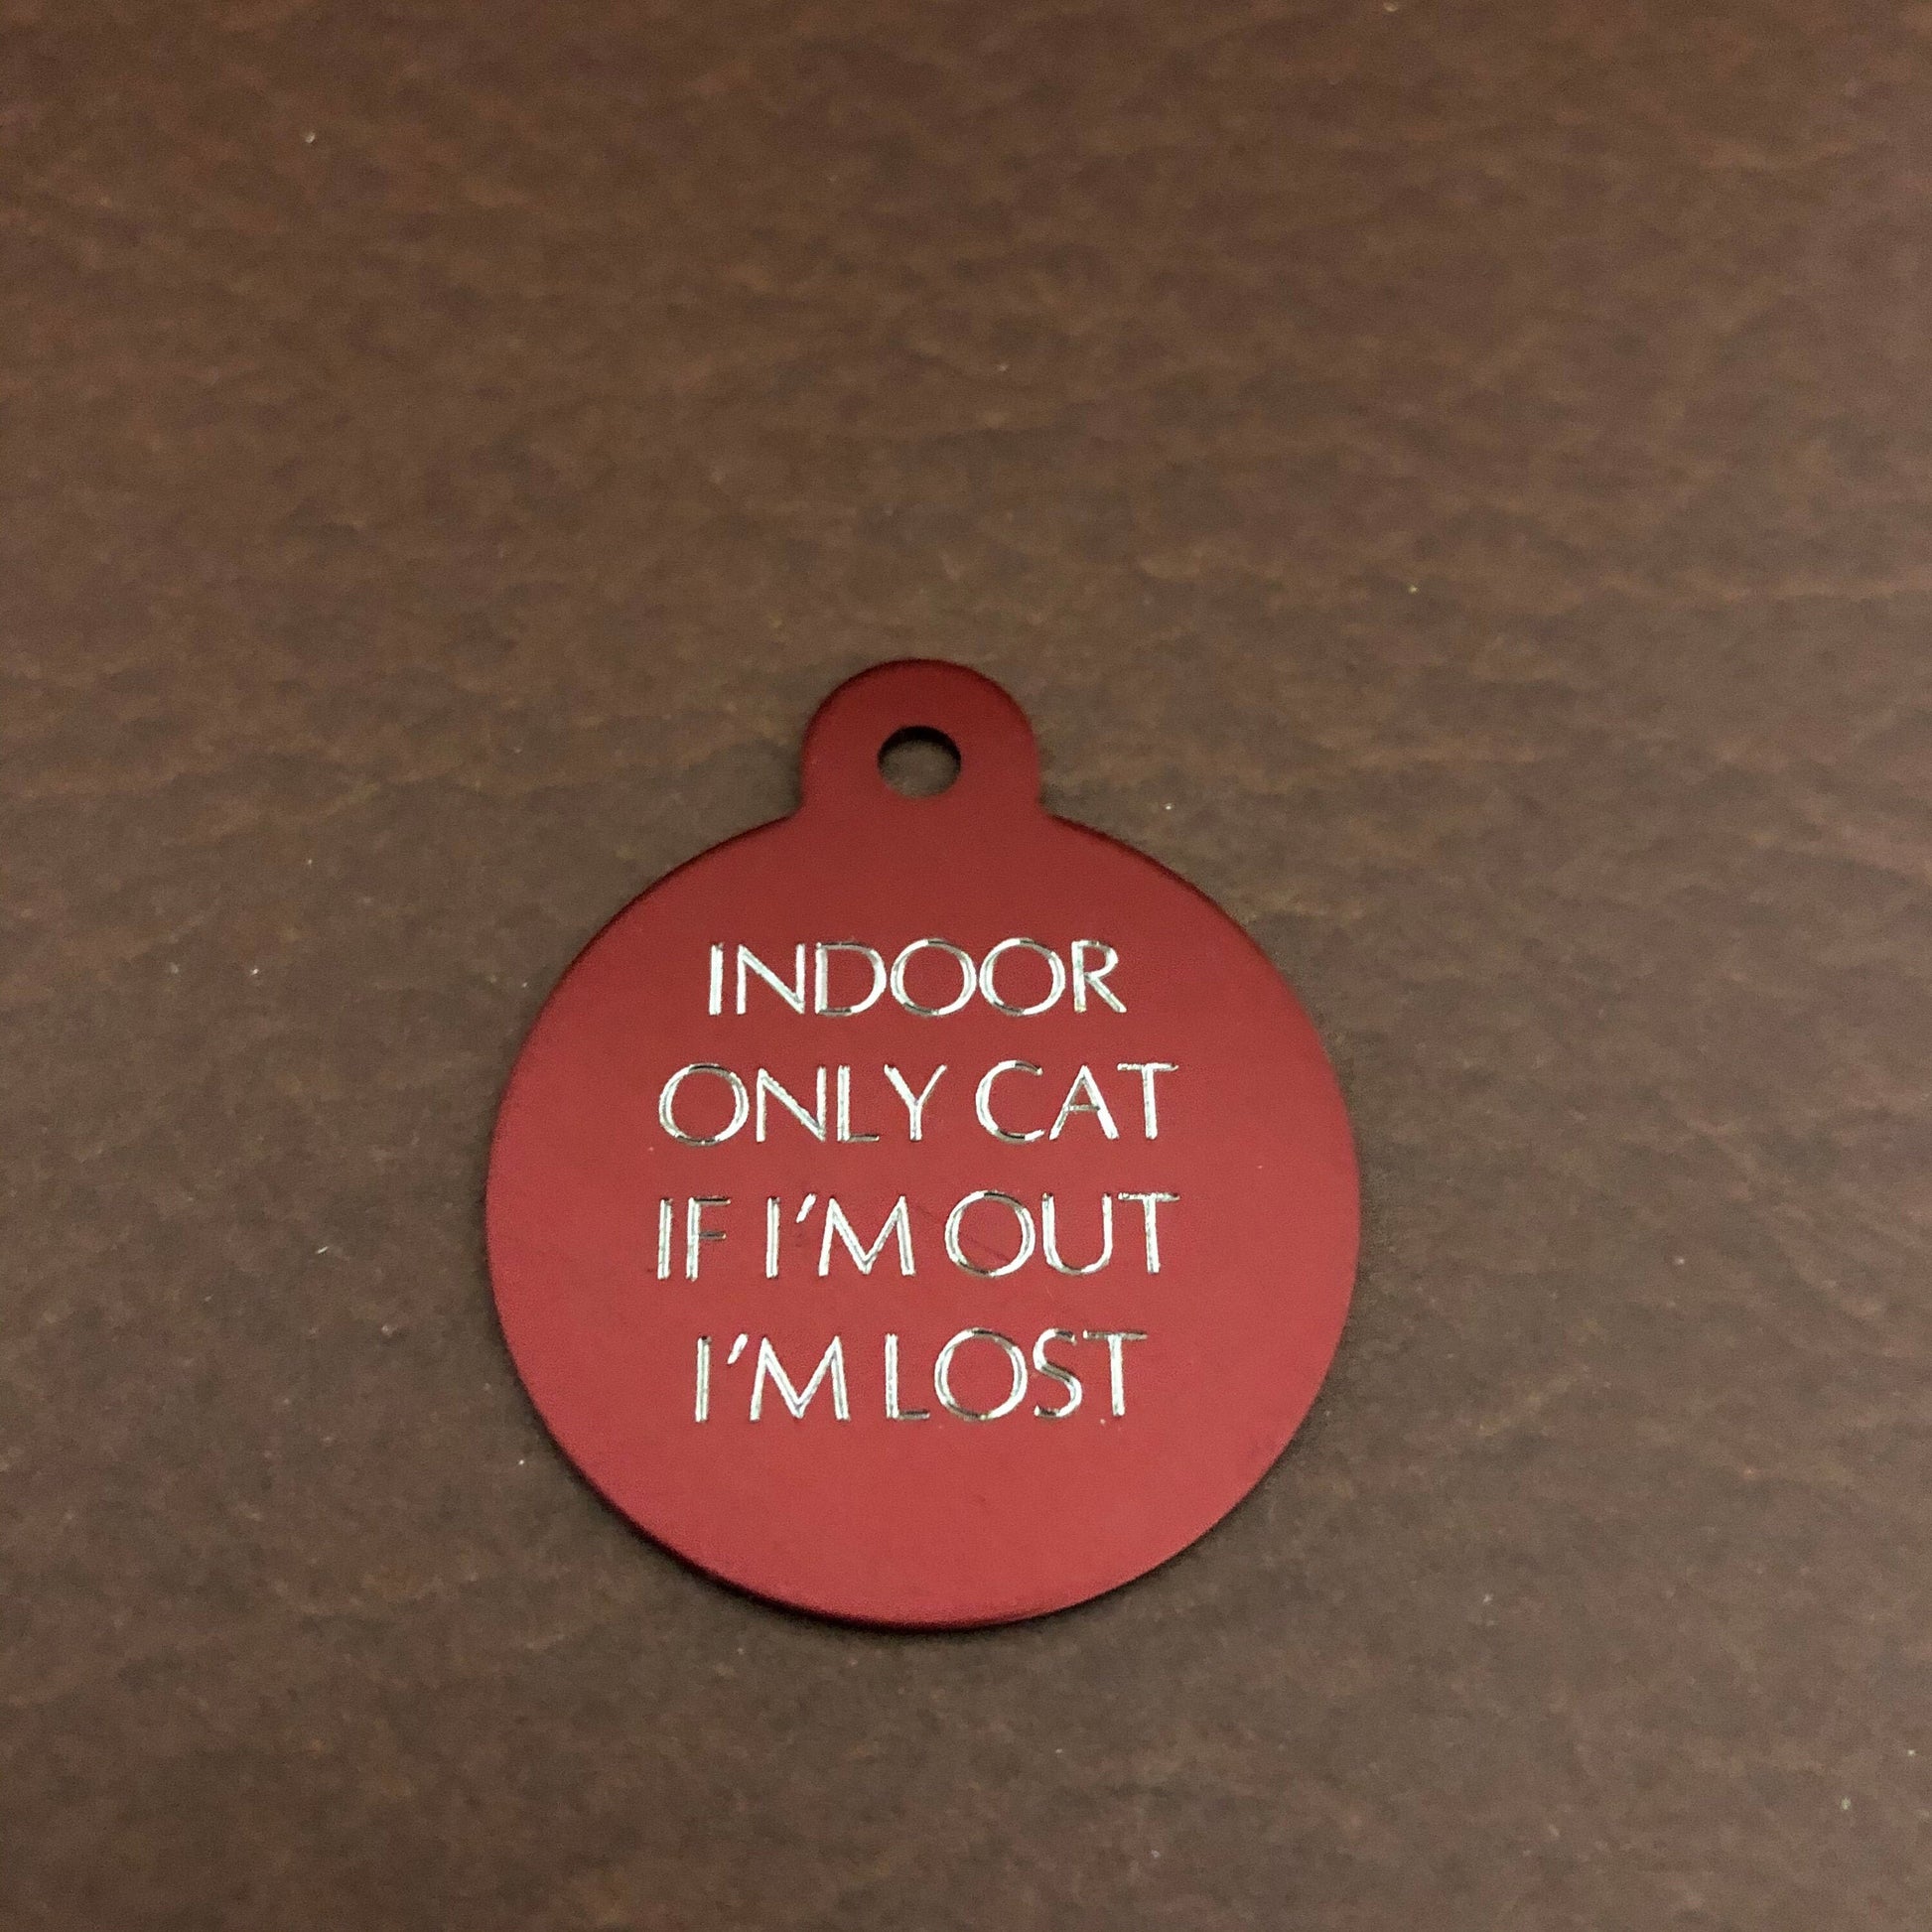 INDOOR
ONLY CAT
IF I'M OUT
I'M LOST